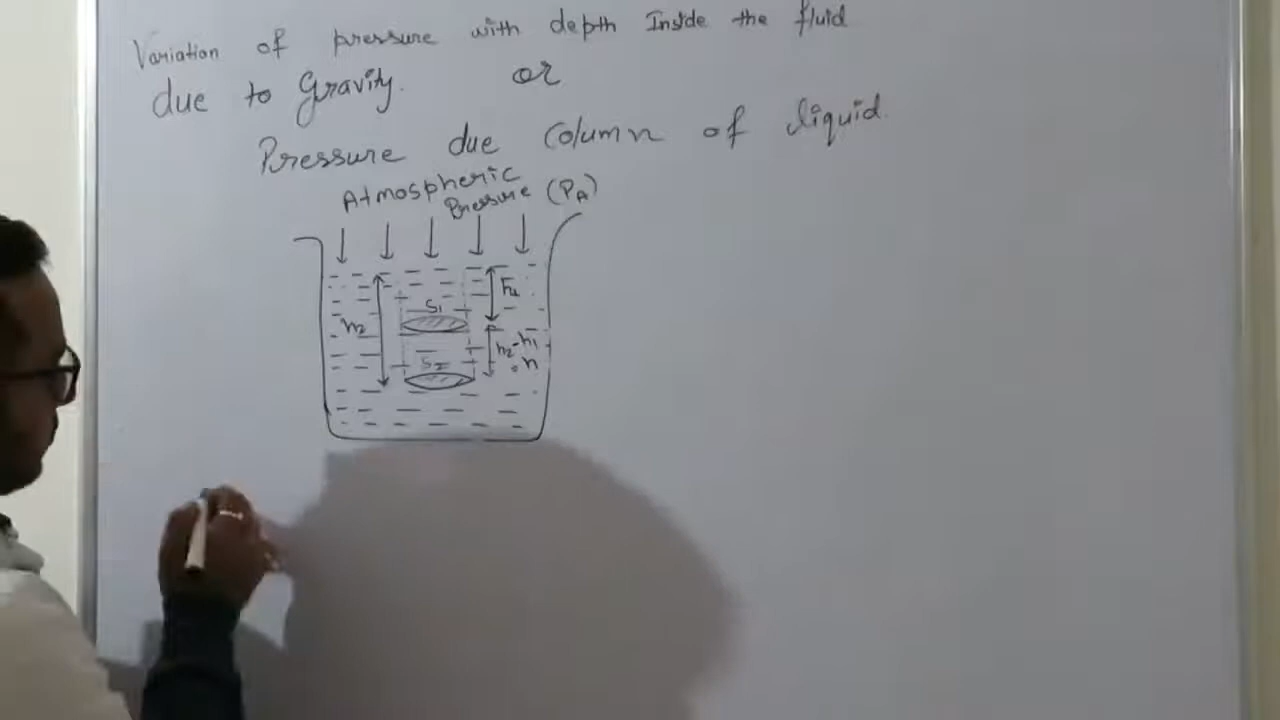 Variation of pressure with depth Inside the fluid
due to Gravity. or
Pressure due Column of liquid.
Atmospheric
Pressure (PA)
S1
h2
h2-h1
S2
h